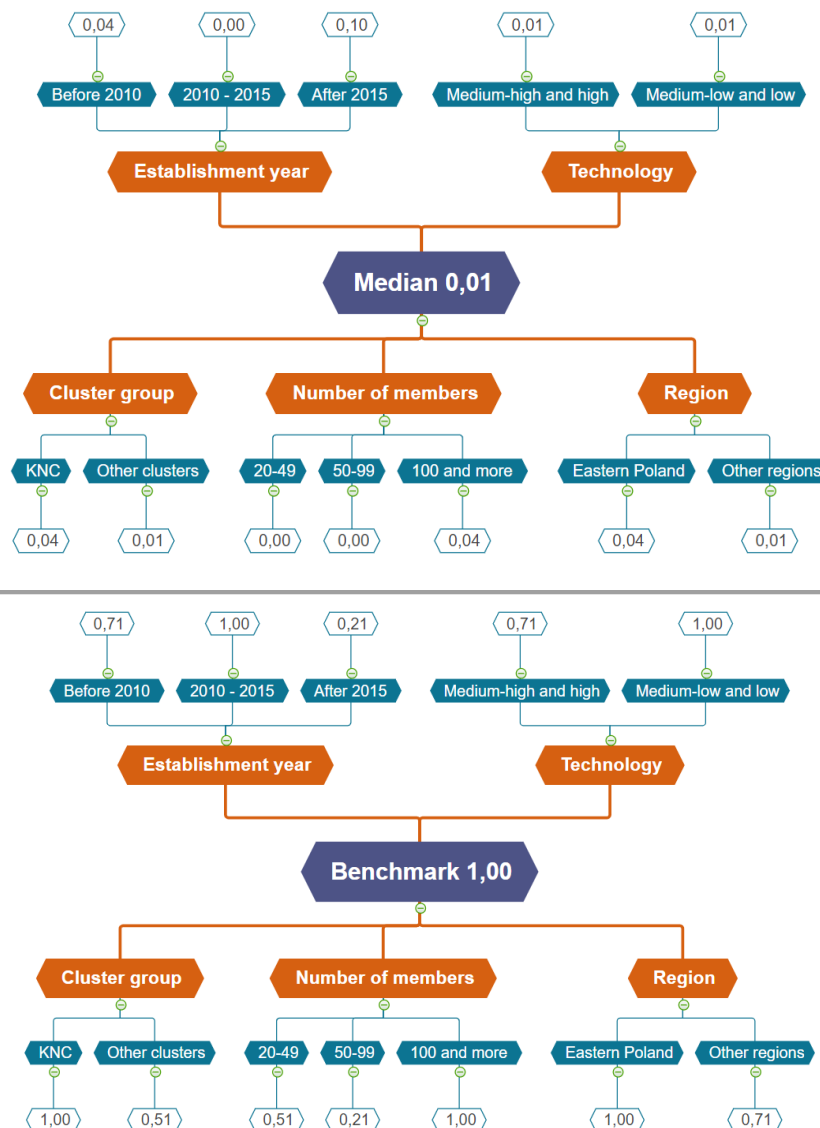 0,04 0,00 0,10 0,01 0,01
Before 2010 2010 - 2015 After 2015 Medium-high and high Medium-low and low
Establishment year Technology
Median 0,01
Cluster group Number of members Region
KNC Other clusters 20-49 50-99 100 and more Eastern Poland Other regions
0,04 0,01 0,00 0,00 0,04 0,04 0,01
0,71 1,00 0,21 0,71 1,00
Before 2010 2010 - 2015 After 2015 Medium-high and high Medium-low and low
Establishment year Technology
Benchmark 1,00
Cluster group Number of members Region
KNC Other clusters 20-49 50-99 100 and more Eastern Poland Other regions
1,00 0,51 0,51 0,21 1,00 1,00 0,71